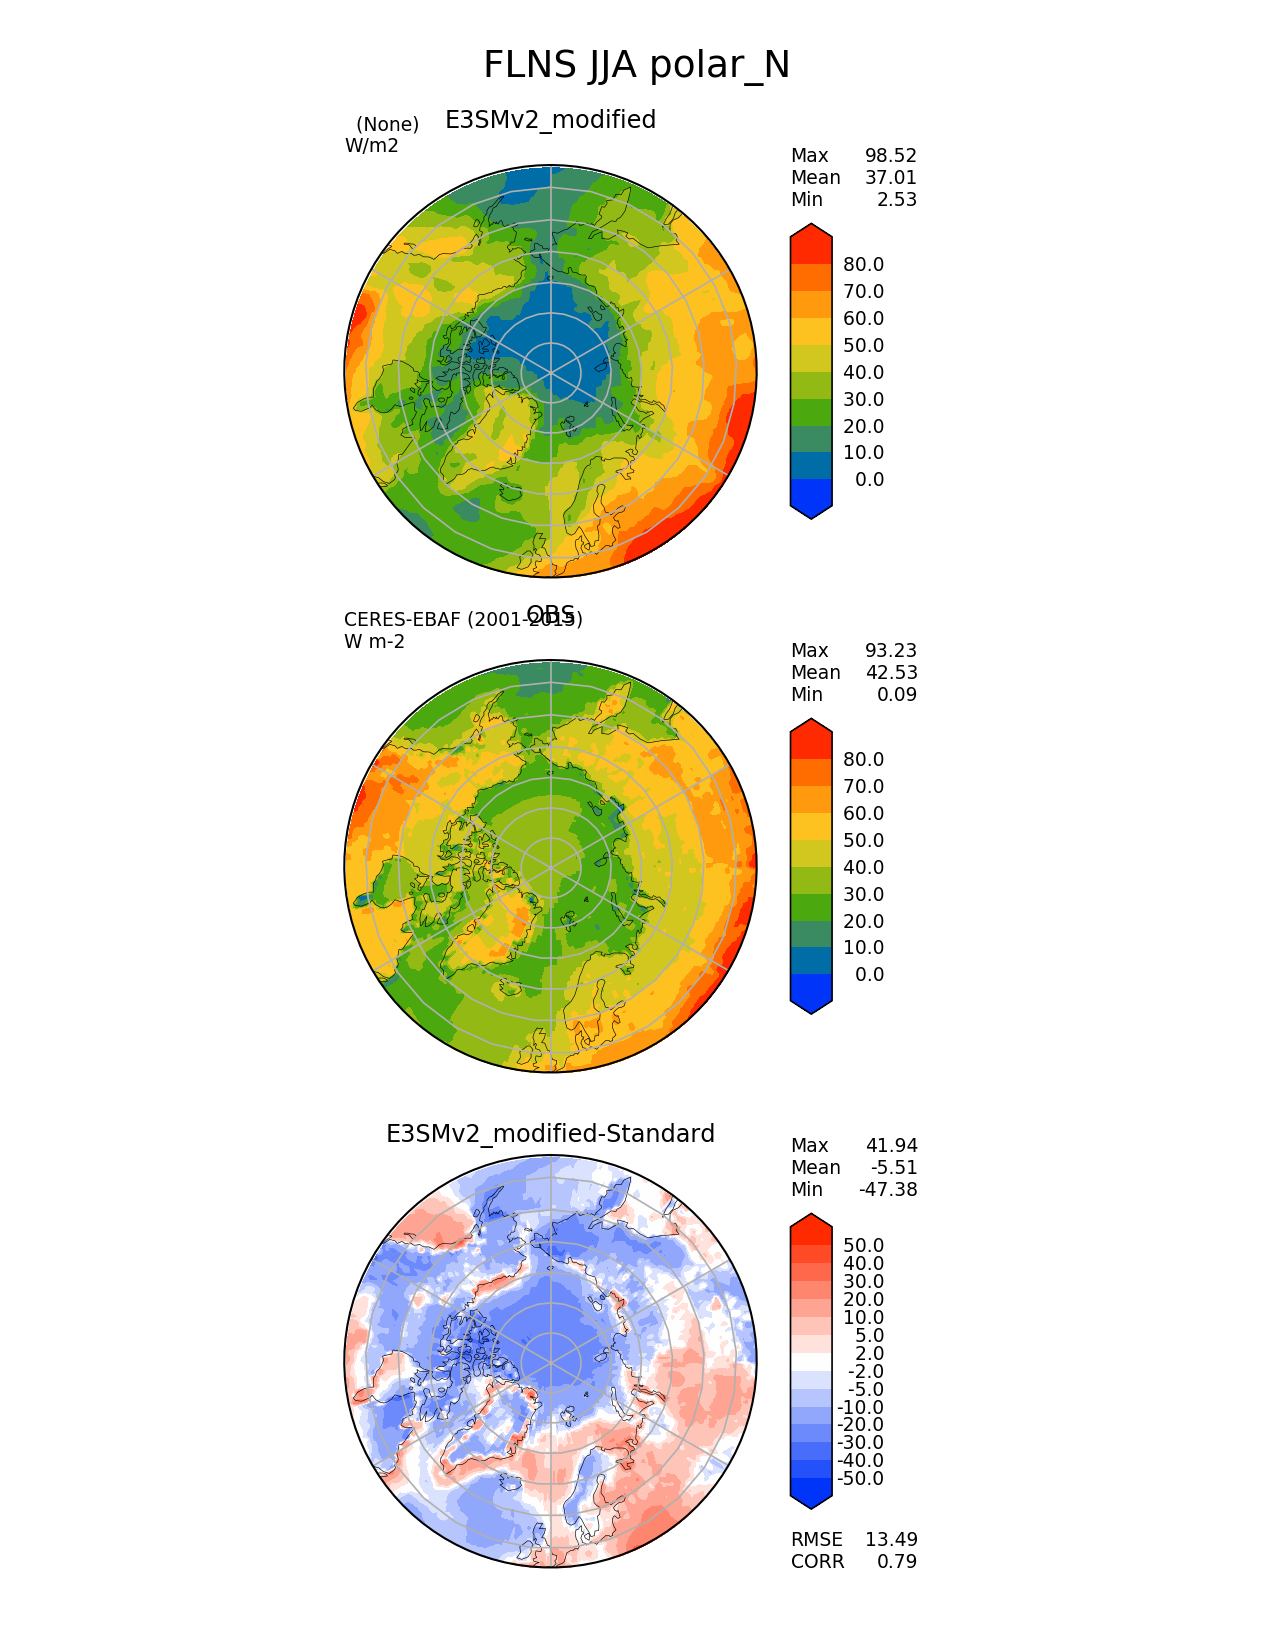 FLNS JJA polar_N
E3SMv2_modified
(None)
W/m2
Max 98.52
Mean 37.01
Min 2.53
80.0
70.0
60.0
50.0
40.0
30.0
20.0
10.0
0.0
OBS
CERES-EBAF (2001-2015)
W m-2
Max 93.23
Mean 42.53
Min 0.09
80.0
70.0
60.0
50.0
40.0
30.0
20.0
10.0
0.0
E3SMv2_modified-Standard
Max 41.94
Mean -5.51
Min -47.38
50.0
40.0
30.0
20.0
10.0
5.0
2.0
-2.0
-5.0
-10.0
-20.0
-30.0
-40.0
-50.0
RMSE 13.49
CORR 0.79